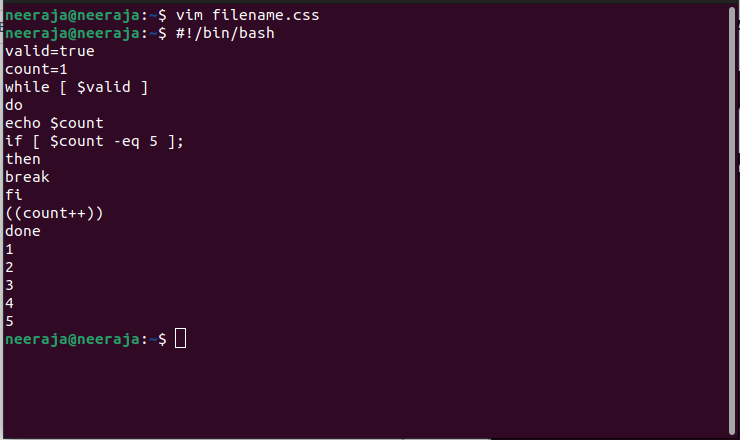 neeraja@neeraja:~$ vim filename.css
neeraja@neeraja:~$ #!/bin/bash
valid=true
count=1
while [ $valid ]
do
echo $count
if [ $count -eq 5 ];
then
break
fi
((count++))
done
1
2
3
4
5
neeraja@neeraja:~$